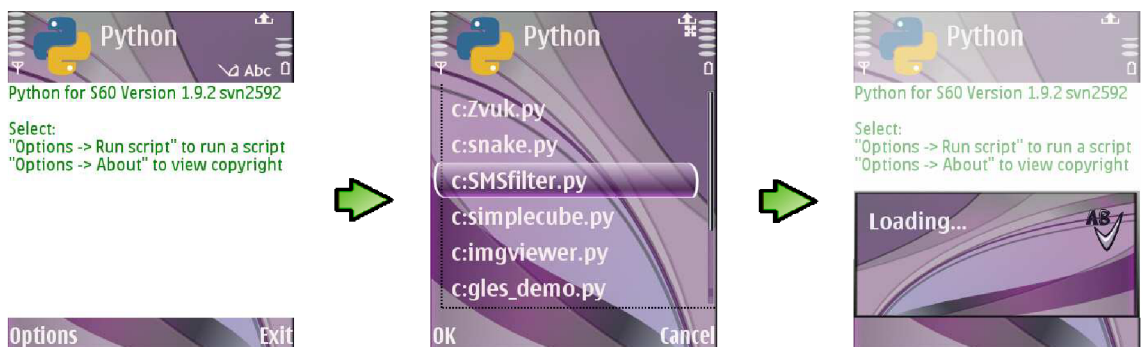 Python
Abc
Python for S60 Version 1.9.2 svn2592
Select:
"Options -> Run script" to run a script
"Options -> About" to view copyright
Options
Exit
Python
c:Zvuk.py
c:snake.py
c:SMSfilter.py
c:simplecube.py
c:imgviewer.py
c:gles_demo.py
OK
Cancel
Python
Python for S60 Version 1.9.2 svn2592
Select:
"Options -> Run script" to run a script
"Options -> About" to view copyright
Loading...
AB